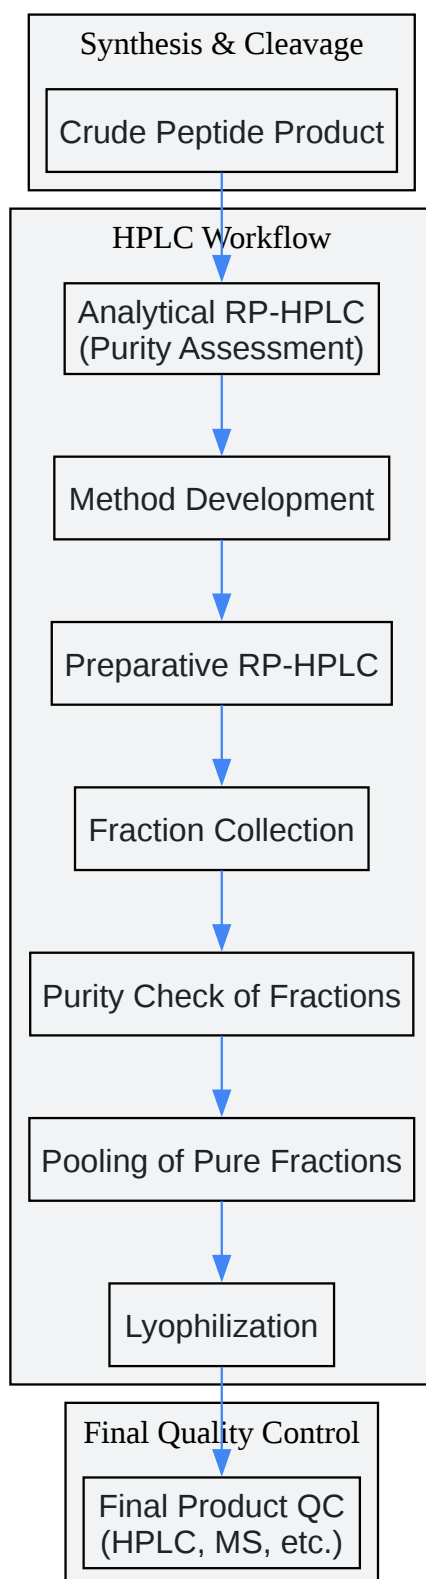 Synthesis & Cleavage
Crude Peptide Product
HPLC Workflow
Analytical RP-HPLC
(Purity Assessment)
Method Development
Preparative RP-HPLC
Fraction Collection
Purity Check of Fractions
Pooling of Pure Fractions
Lyophilization
Final Quality Control
Final Product QC
(HPLC, MS, etc.)